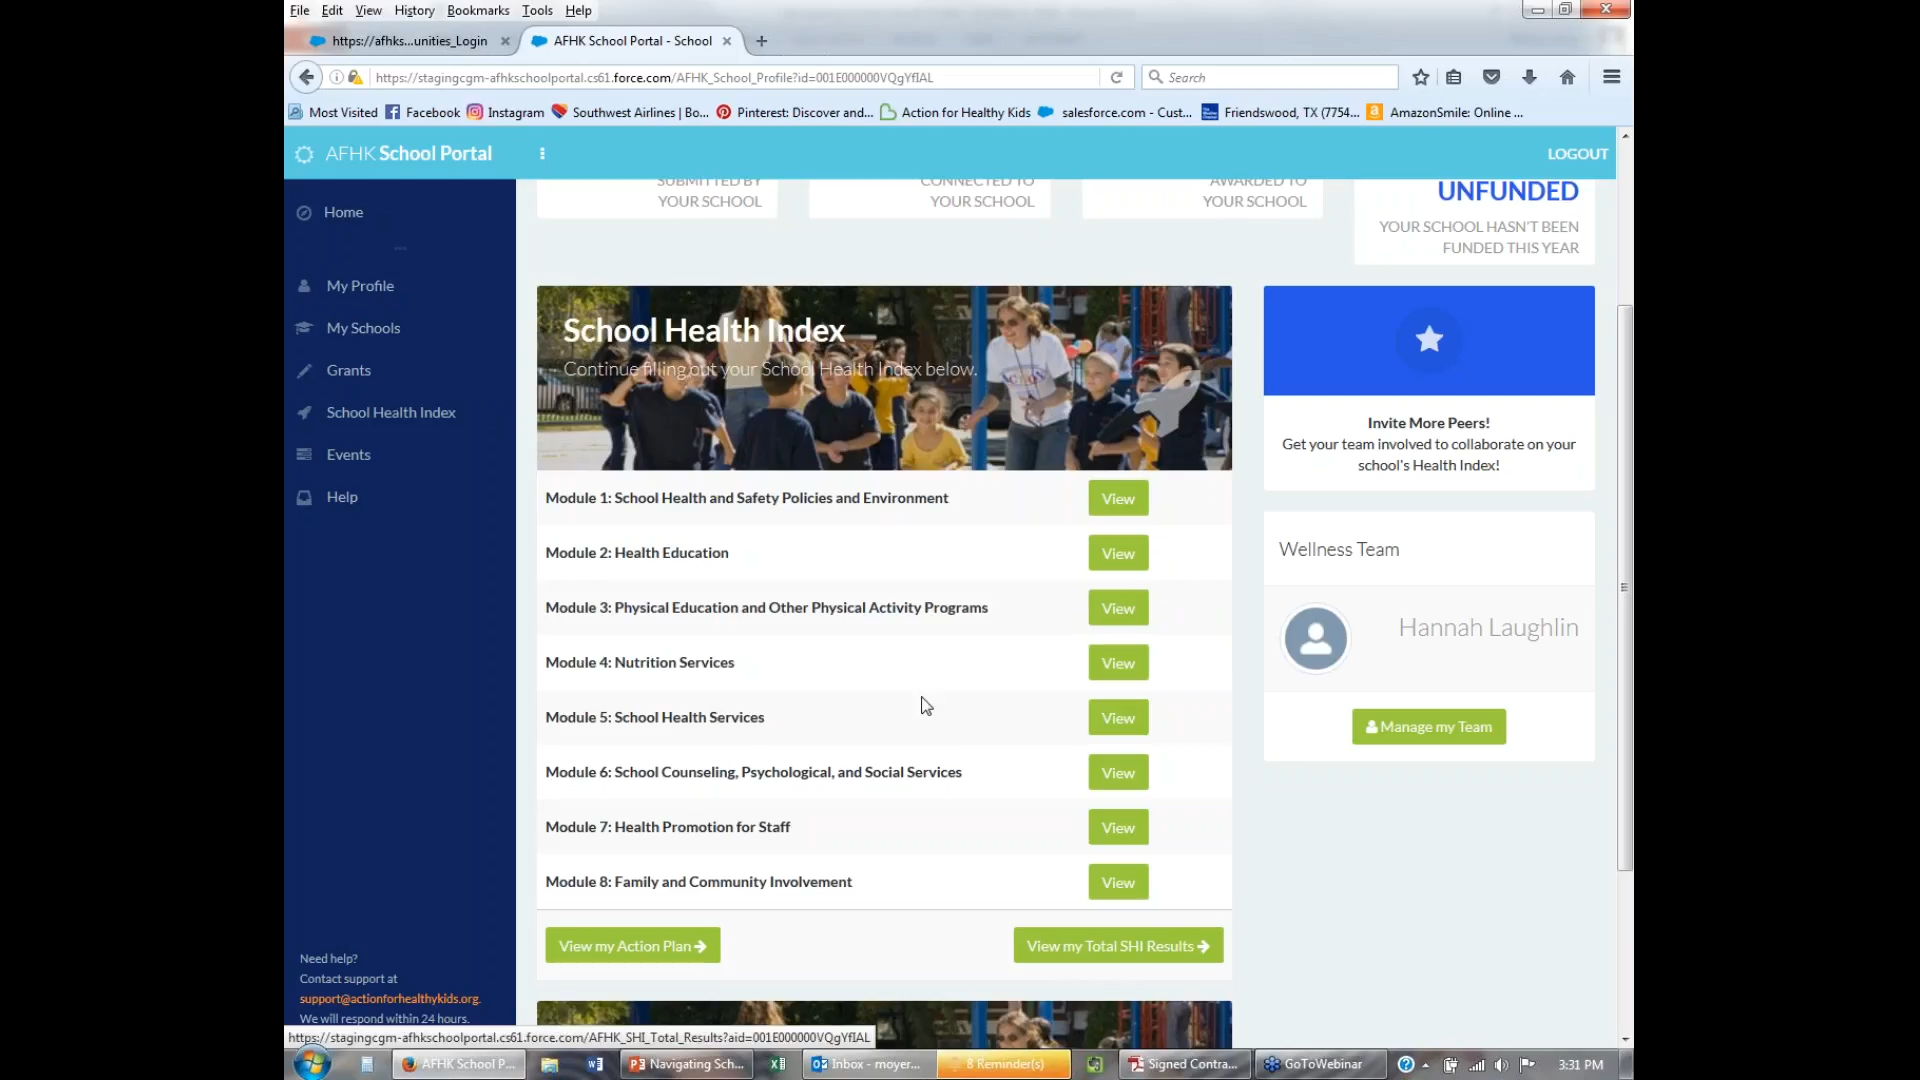 File Edit View History Bookmarks Tools Help
https://afhks...unities_Login
AFHK School Portal - School
https://stagingcgm-afhkschoolportal.cs61.force.com/AFHK_School_Profile?id=001E000000VQgYfIAL
Search
Most Visited Facebook Instagram Southwest Airlines | Bo... Pinterest: Discover and... Action for Healthy Kids salesforce.com - Cust... Friendswood, TX (7754... AmazonSmile: Online ...
AFHK School Portal
LOGOUT
Home
My Profile
My Schools
Grants
School Health Index
Events
Help
Need help?
Contact support at
support@actionforhealthykids.org.
We will respond within 24 hours.
SUBMITTED BY
YOUR SCHOOL
CONNECTED TO
YOUR SCHOOL
AWARDED TO
YOUR SCHOOL
UNFUNDED
YOUR SCHOOL HASN'T BEEN
FUNDED THIS YEAR
School Health Index
Continue filling out your School Health Index below.
Module 1: School Health and Safety Policies and Environment View
Module 2: Health Education View
Module 3: Physical Education and Other Physical Activity Programs View
Module 4: Nutrition Services View
Module 5: School Health Services View
Module 6: School Counseling, Psychological, and Social Services View
Module 7: Health Promotion for Staff View
Module 8: Family and Community Involvement View
View my Action Plan
View my Total SHI Results
Invite More Peers!
Get your team involved to collaborate on your
school's Health Index!
Wellness Team
Hannah Laughlin
Manage my Team
https://stagingcgm-afhkschoolportal.cs61.force.com/AFHK_SHI_Total_Results?aid=001E000000VQgYfIAL
AFHK School P... Navigating Sch... Inbox - moyer... 8 Reminder(s) Signed Contra... GoToWebinar 3:31 PM